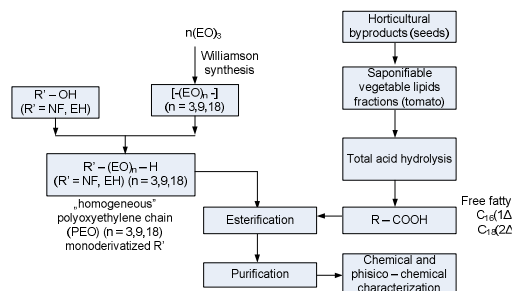 n(EO)₃
Williamson
synthesis
R' – OH
(R' = NF, EH)
[-(EO)ₙ -]
(n = 3,9,18)
R' – (EO)ₙ – H
(R' = NF, EH) (n = 3,9,18)
„homogeneous"
polyoxyethylene chain
(PEO) (n = 3,9,18)
monoderivatized R'
Horticultural
byproducts (seeds)
Saponifiable
vegetable lipids
fractions (tomato)
Total acid hydrolysis
R – COOH
Free fatty
C₁₆(1Δ
C₁₈(2Δ
Esterification
Purification
Chemical and
phisico – chemical
characterization